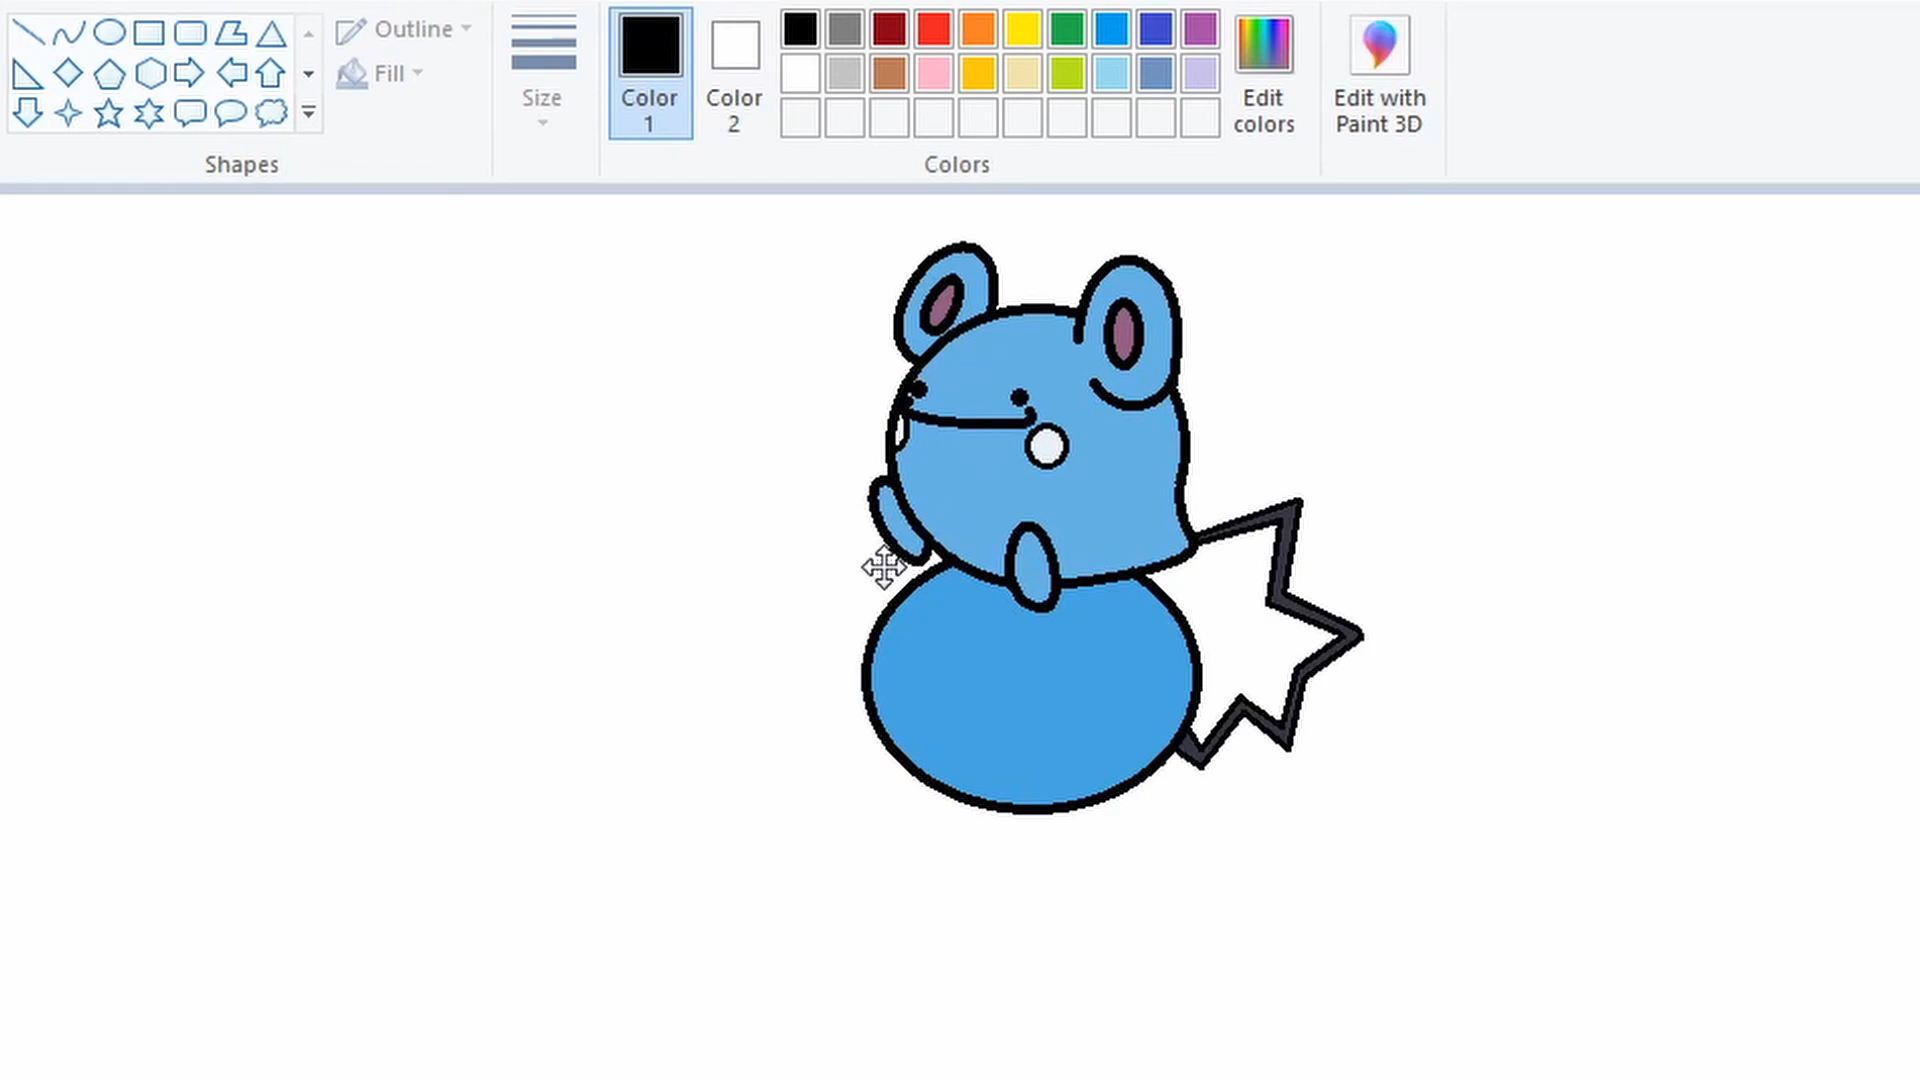 Outline
Fill
Shapes
Size
Color
1
Color
2
Colors
Edit
colors
Edit with
Paint 3D